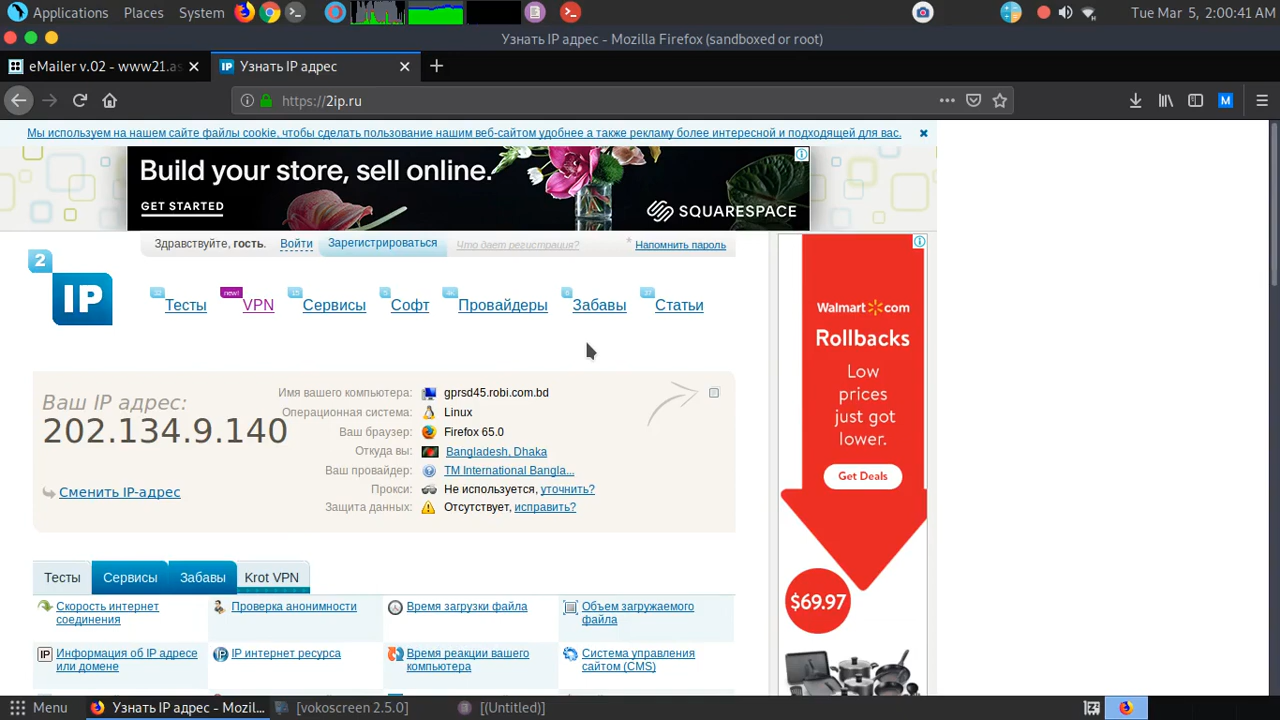 Applications Places System Tue Mar 5, 2:00:41 AM
Узнать IP адрес - Mozilla Firefox (sandboxed or root)
eMailer v.02 - www21.as
IP Узнать IP адрес
https://2ip.ru
M
Мы используем на нашем сайте файлы cookie, чтобы сделать пользование нашим веб-сайтом удобнее а также рекламу более интересной и подходящей для вас.
Build your store, sell online.
GET STARTED
SQUARESPACE
Здравствуйте, гость. Войти Зарегистрироваться Что дает регистрация? * Напомнить пароль
2
IP
new!
Тесты VPN Сервисы Софт Провайдеры Забавы Статьи
Ваш IP адрес:
202.134.9.140
Сменить IP-адрес
Имя вашего компьютера: gprsd45.robi.com.bd
Операционная система: Linux
Ваш браузер: Firefox 65.0
Откуда вы: Bangladesh, Dhaka
Ваш провайдер: TM International Bangla...
Прокси: Не используется, уточнить?
Защита данных: Отсутствует, исправить?
Walmart.com
Rollbacks
Low
prices
just got
lower.
Get Deals
$69.97
Тесты Сервисы Забавы Krot VPN
Скорость интернет
соединения
Проверка анонимности
Время загрузки файла
Объем загружаемого
файла
IP Информация об IP адресе
или домене
IP интернет ресурса
Время реакции вашего
компьютера
Система управления
сайтом (CMS)
Menu Узнать IP адрес - Mozil... [vokoscreen 2.5.0] [(Untitled)]